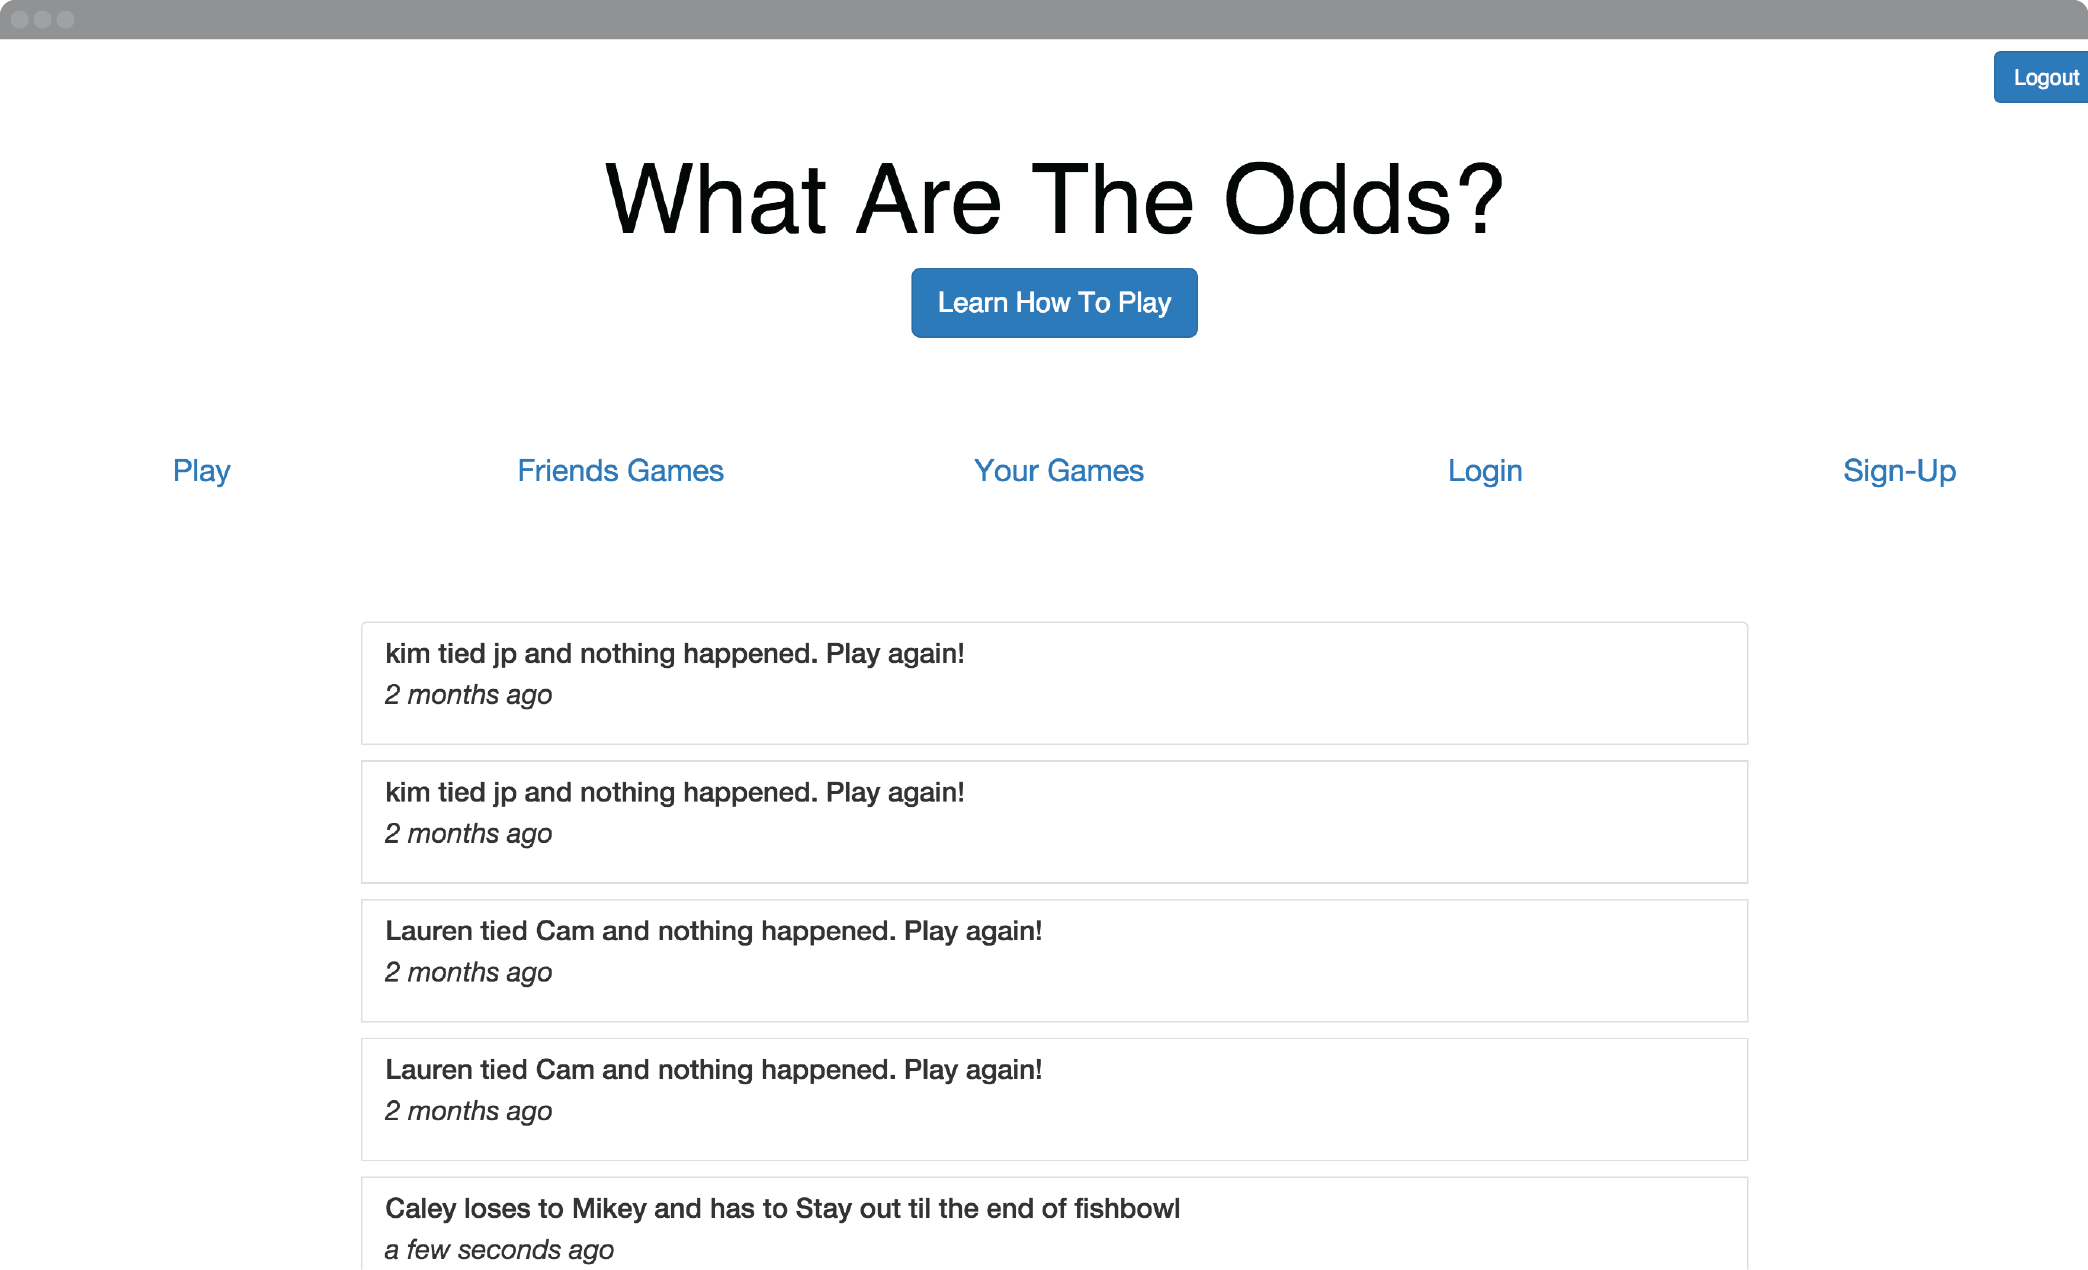 Logout
What Are The Odds?
Learn How To Play
Play Friends Games Your Games Login Sign-Up
kim tied jp and nothing happened. Play again!
2 months ago
kim tied jp and nothing happened. Play again!
2 months ago
Lauren tied Cam and nothing happened. Play again!
2 months ago
Lauren tied Cam and nothing happened. Play again!
2 months ago
Caley loses to Mikey and has to Stay out til the end of fishbowl
a few seconds ago